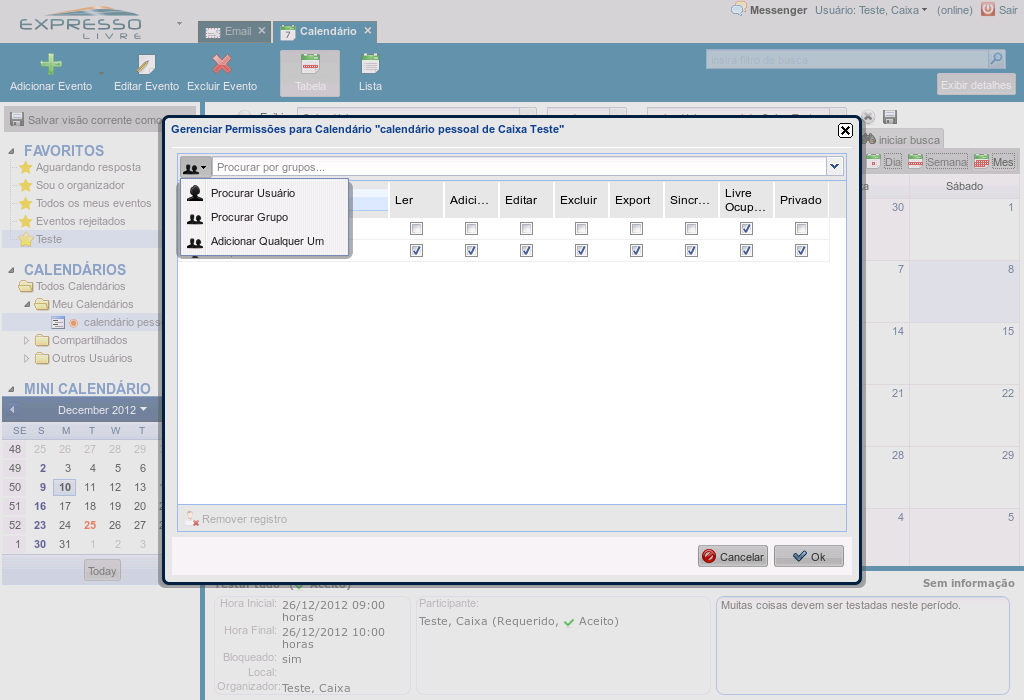 EXPRESSO
LIVRE
Email
Calendário
Messenger
Usuário: Teste, Caixa
(online)
Sair
Adicionar Evento
Editar Evento
Excluir Evento
Tabela
Lista
Insira filtro de busca
Exibir detalhes
Salvar visão corrente como
iniciar busca
Dia
Semana
Mes
FAVORITOS
Aguardando resposta
Sou o organizador
Todos os meus eventos
Eventos rejeitados
Teste
CALENDÁRIOS
Todos Calendários
Meu Calendários
calendário pess
Compartilhados
Outros Usuários
MINI CALENDÁRIO
December 2012
SE S M T W T
48 25 26 27 28 29
49 2 3 4 5 6
50 9 10 11 12 13
51 16 17 18 19 20
52 23 24 25 26 27
1 30 31 1 2 3
Today
Gerenciar Permissões para Calendário "calendário pessoal de Caixa Teste"
Procurar por grupos...
Procurar Usuário
Procurar Grupo
Adicionar Qualquer Um
Ler
Adici...
Editar
Excluir
Export
Sincr...
Livre
Ocup...
Privado
Remover registro
Cancelar
Ok
Sábado
30 1
7 8
14 15
21 22
28 29
4 5
Testar tudo (Aceito)
Sem informação
Hora Inicial: 26/12/2012 09:00
horas
Hora Final: 26/12/2012 10:00
horas
Bloqueado: sim
Local:
Organizador: Teste, Caixa
Participante:
Teste, Caixa (Requerido, Aceito)
Muitas coisas devem ser testadas neste período.